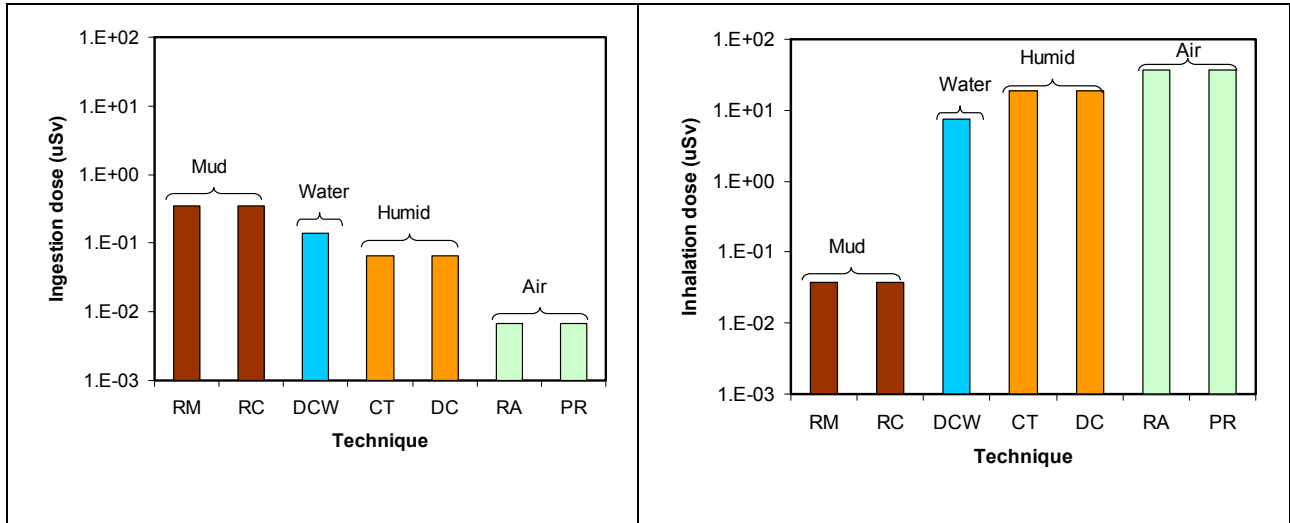 Ingestion dose (uSv)
1.E+02
1.E+01
1.E+00
1.E-01
1.E-02
1.E-03
Mud
Water
Humid
Air
RM RC DCW CT DC RA PR
Technique
Inhalation dose (uSv)
1.E+02
1.E+01
1.E+00
1.E-01
1.E-02
1.E-03
Mud
Water
Humid
Air
RM RC DCW CT DC RA PR
Technique